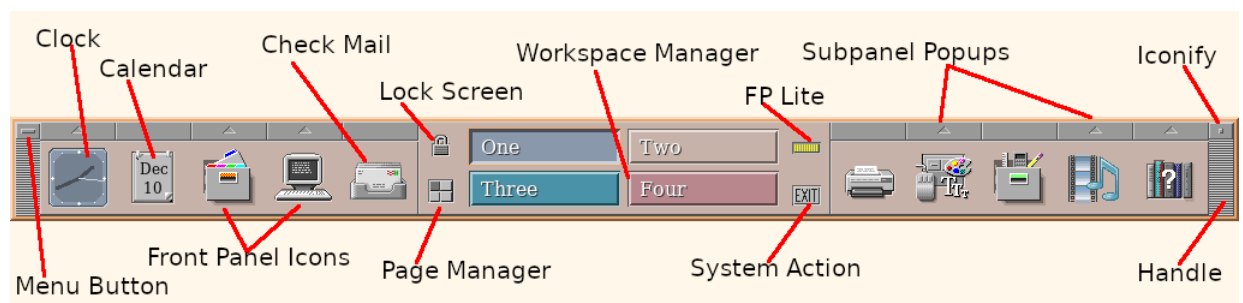 Clock
Calendar
Check Mail
Lock Screen
Workspace Manager
FP Lite
Subpanel Popups
Iconify
Dec
10
One
Two
Three
Four
EXIT
?
Menu Button
Front Panel Icons
Page Manager
System Action
Handle